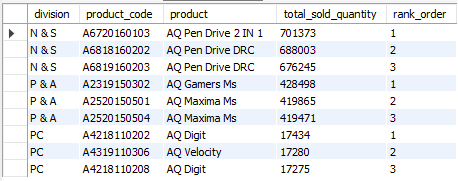 division product_code product total_sold_quantity rank_order
N & S A6720160103 AQ Pen Drive 2 IN 1 701373 1
N & S A6818160202 AQ Pen Drive DRC 688003 2
N & S A6819160203 AQ Pen Drive DRC 676245 3
P & A A2319150302 AQ Gamers Ms 428498 1
P & A A2520150501 AQ Maxima Ms 419865 2
P & A A2520150504 AQ Maxima Ms 419471 3
PC A4218110202 AQ Digit 17434 1
PC A4319110306 AQ Velocity 17280 2
PC A4218110208 AQ Digit 17275 3